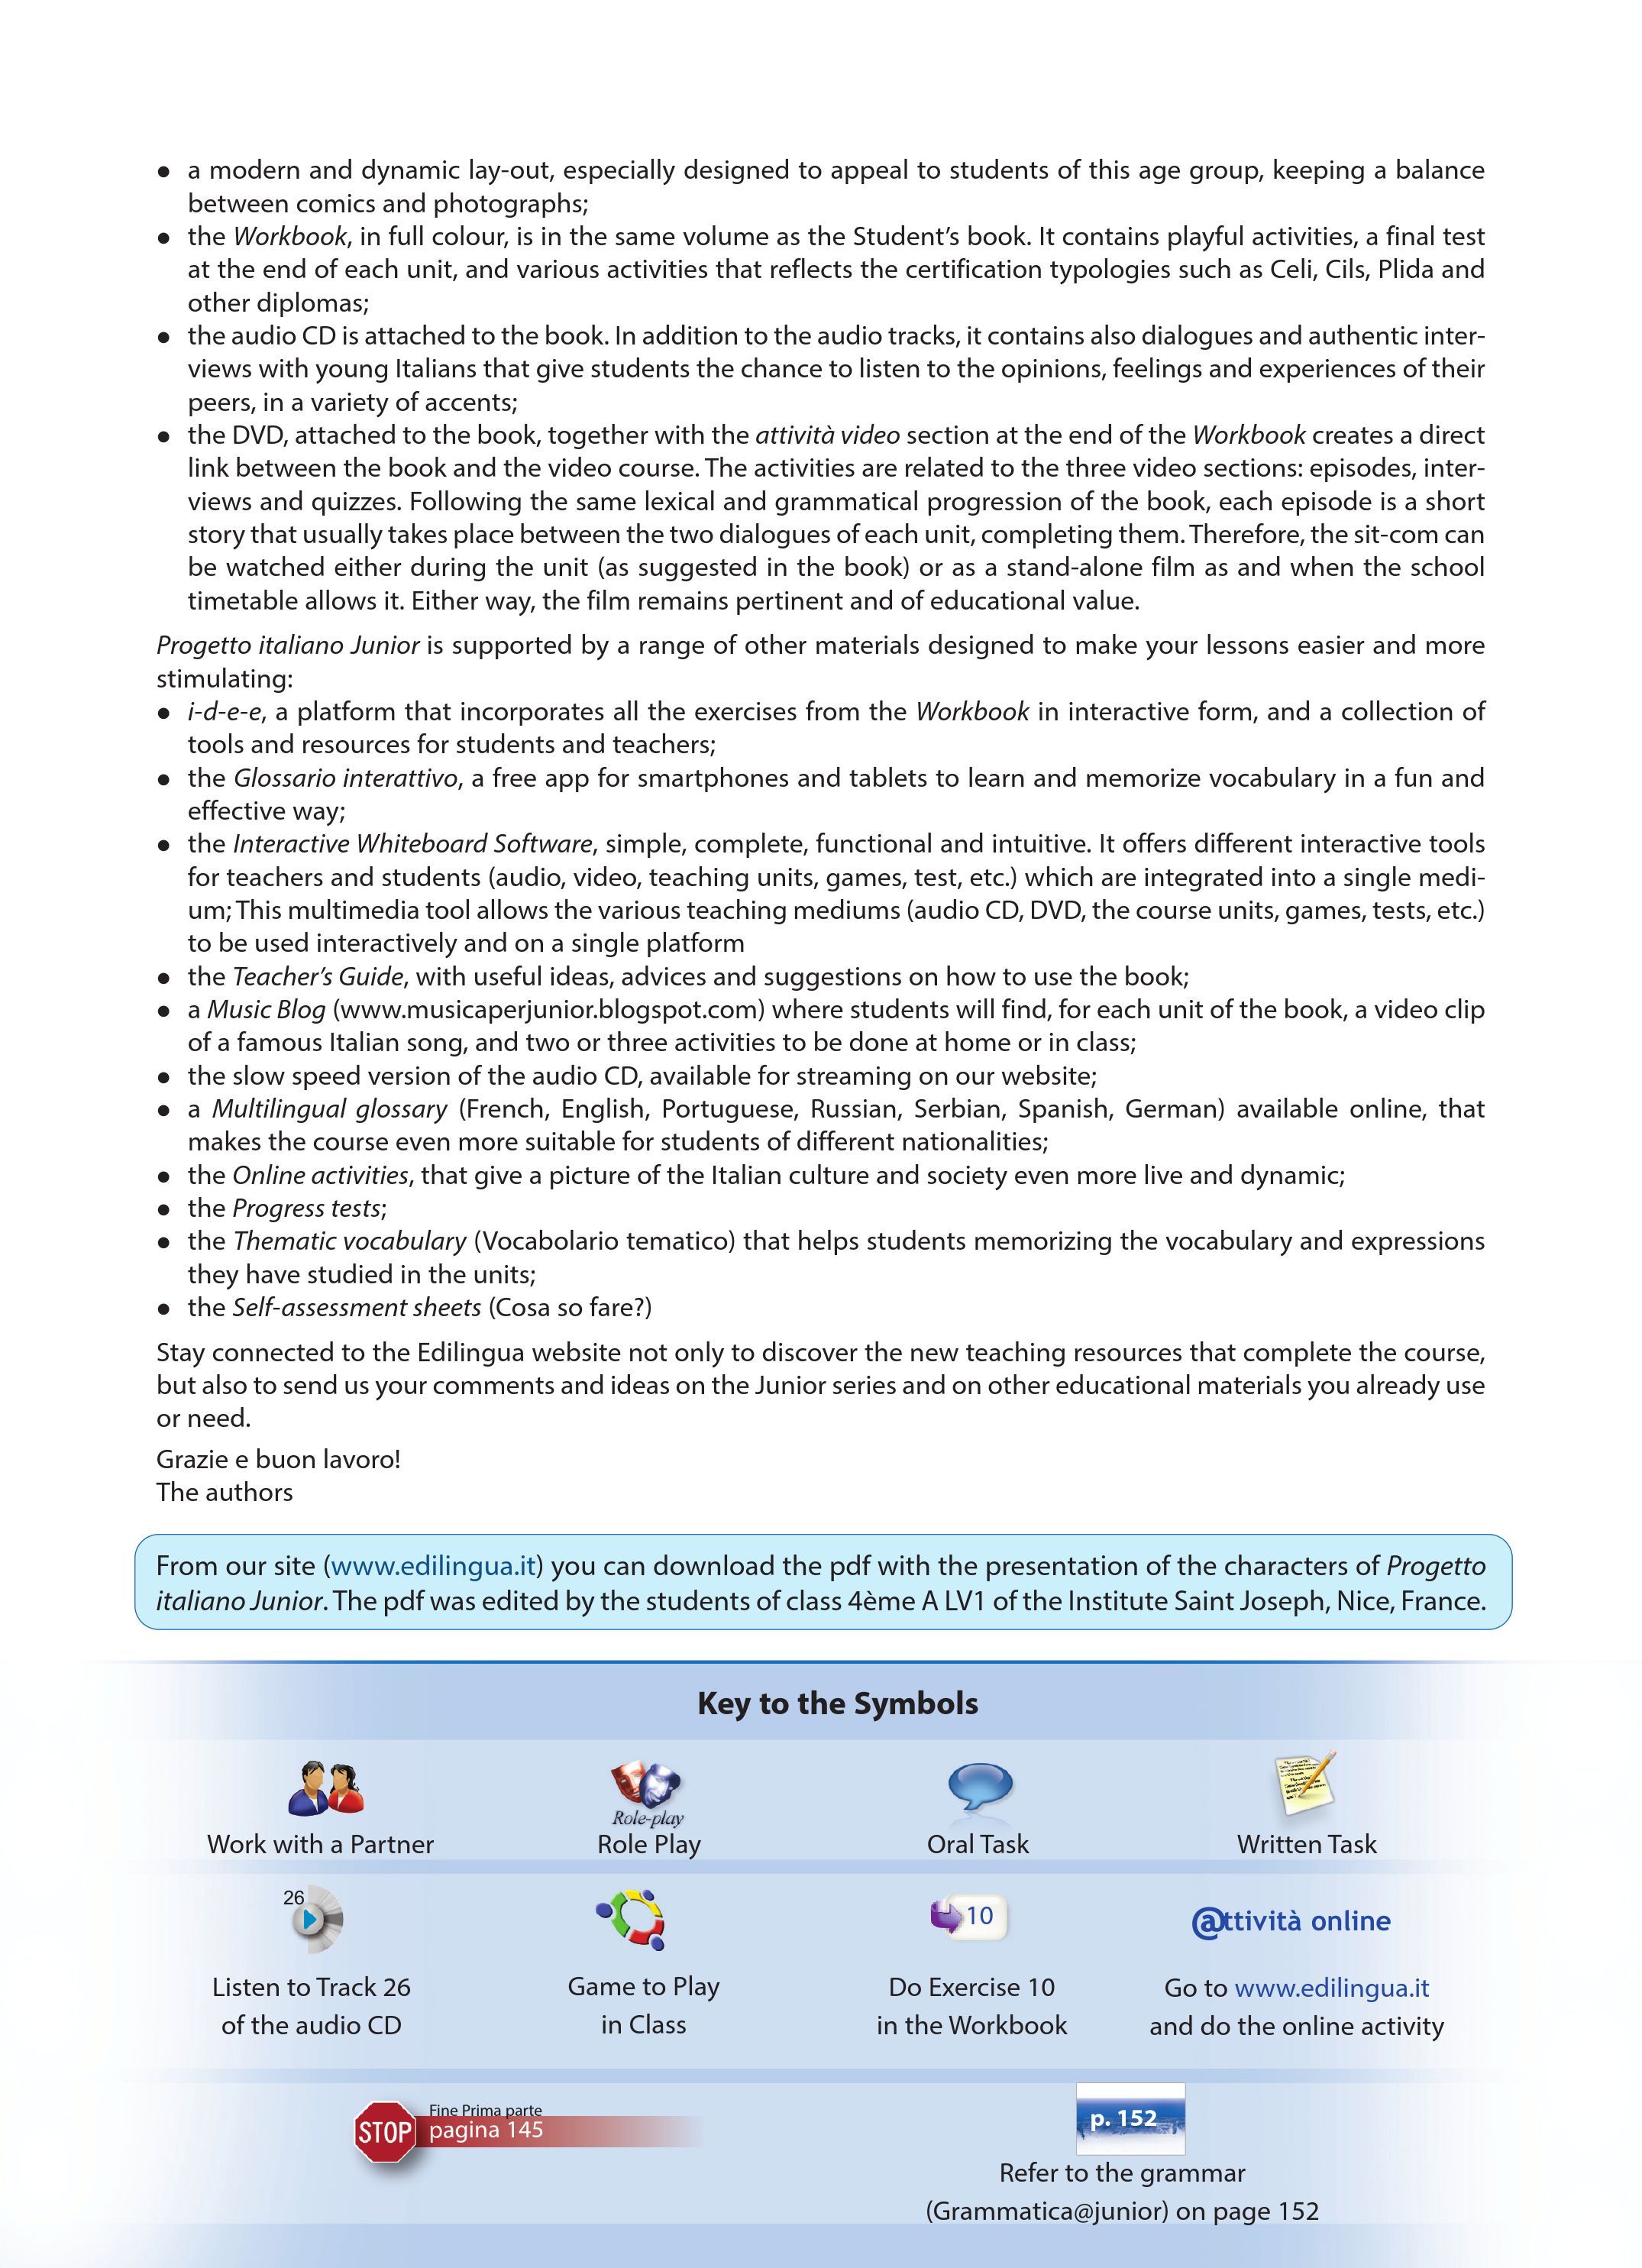 ● a modern and dynamic lay-out, especially designed to appeal to students of this age group, keeping a balance
between comics and photographs;
● the Workbook, in full colour, is in the same volume as the Student’s book. It contains playful activities, a final test
at the end of each unit, and various activities that reflects the certification typologies such as Celi, Cils, Plida and
other diplomas;
● the audio CD is attached to the book. In addition to the audio tracks, it contains also dialogues and authentic inter-
views with young Italians that give students the chance to listen to the opinions, feelings and experiences of their
peers, in a variety of accents;
● the DVD, attached to the book, together with the attività video section at the end of the Workbook creates a direct
link between the book and the video course. The activities are related to the three video sections: episodes, inter-
views and quizzes. Following the same lexical and grammatical progression of the book, each episode is a short
story that usually takes place between the two dialogues of each unit, completing them. Therefore, the sit-com can
be watched either during the unit (as suggested in the book) or as a stand-alone film as and when the school
timetable allows it. Either way, the film remains pertinent and of educational value.
Progetto italiano Junior is supported by a range of other materials designed to make your lessons easier and more
stimulating:
● i-d-e-e, a platform that incorporates all the exercises from the Workbook in interactive form, and a collection of
tools and resources for students and teachers;
● the Glossario interattivo, a free app for smartphones and tablets to learn and memorize vocabulary in a fun and
effective way;
● the Interactive Whiteboard Software, simple, complete, functional and intuitive. It offers different interactive tools
for teachers and students (audio, video, teaching units, games, test, etc.) which are integrated into a single medi-
um; This multimedia tool allows the various teaching mediums (audio CD, DVD, the course units, games, tests, etc.)
to be used interactively and on a single platform
● the Teacher’s Guide, with useful ideas, advices and suggestions on how to use the book;
● a Music Blog (www.musicaperjunior.blogspot.com) where students will find, for each unit of the book, a video clip
of a famous Italian song, and two or three activities to be done at home or in class;
● the slow speed version of the audio CD, available for streaming on our website;
● a Multilingual glossary (French, English, Portuguese, Russian, Serbian, Spanish, German) available online, that
makes the course even more suitable for students of different nationalities;
● the Online activities, that give a picture of the Italian culture and society even more live and dynamic;
● the Progress tests;
● the Thematic vocabulary (Vocabolario tematico) that helps students memorizing the vocabulary and expressions
they have studied in the units;
● the Self-assessment sheets (Cosa so fare?)
Stay connected to the Edilingua website not only to discover the new teaching resources that complete the course,
but also to send us your comments and ideas on the Junior series and on other educational materials you already use
or need.
Grazie e buon lavoro!
The authors
From our site (www.edilingua.it) you can download the pdf with the presentation of the characters of Progetto
italiano Junior. The pdf was edited by the students of class 4ème A LV1 of the Institute Saint Joseph, Nice, France.
Key to the Symbols
Role-play
Work with a Partner
Role Play
Oral Task
Written Task
26
10
@ttività online
Listen to Track 26
of the audio CD
Game to Play
in Class
Do Exercise 10
in the Workbook
Go to www.edilingua.it
and do the online activity
STOP
Fine Prima parte
pagina 145
p. 152
Refer to the grammar
(Grammatica@junior) on page 152